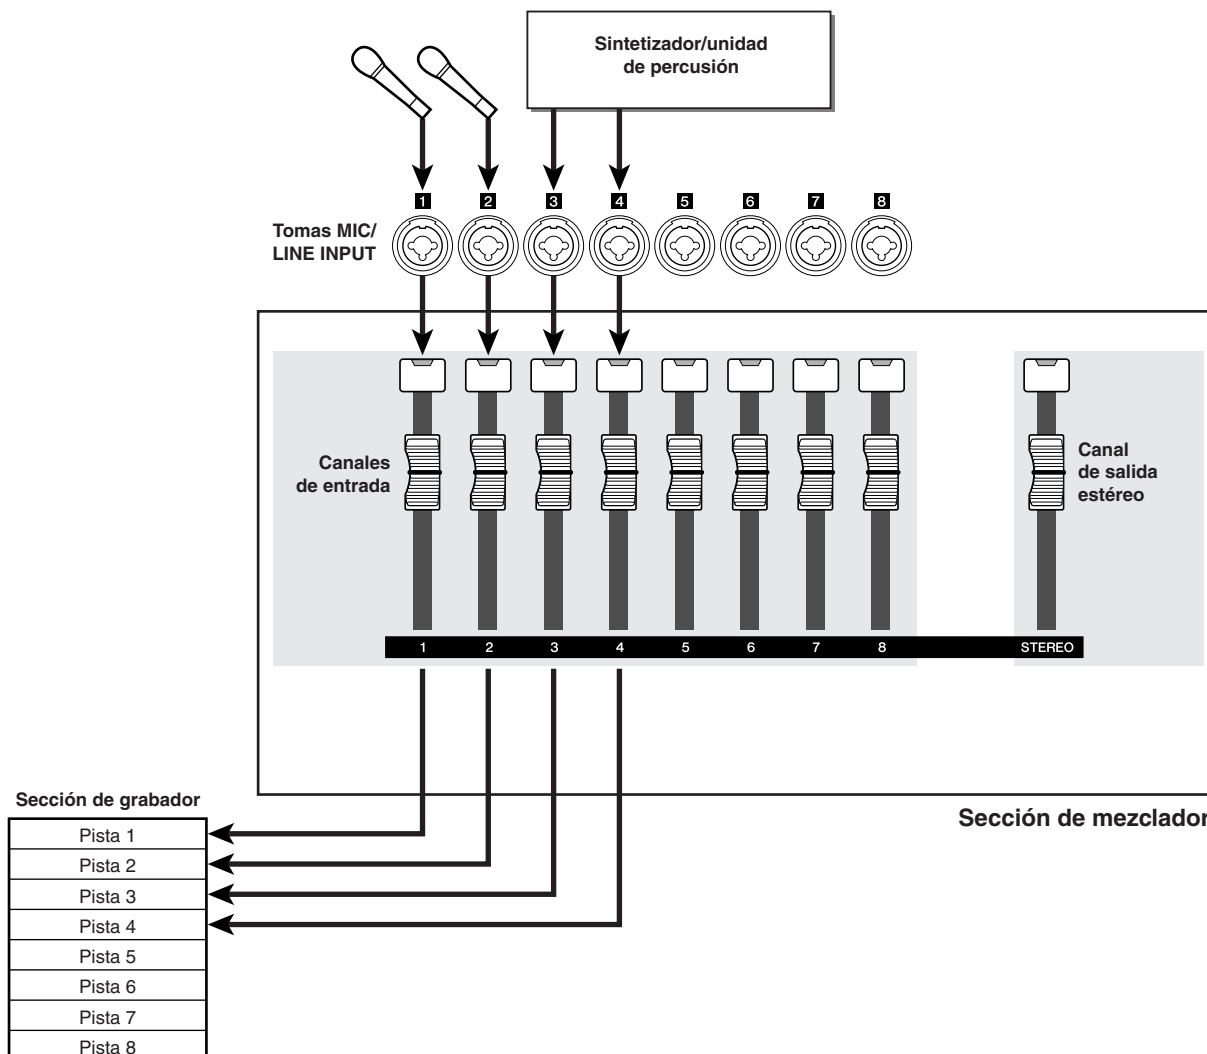 Sintetizador/unidad
de percusión
1 2 3 4 5 6 7 8
Tomas MIC/
LINE INPUT
Canales
de entrada
Canal
de salida
estéreo
1 2 3 4 5 6 7 8 STEREO
Sección de mezclador
Sección de grabador
Pista 1
Pista 2
Pista 3
Pista 4
Pista 5
Pista 6
Pista 7
Pista 8